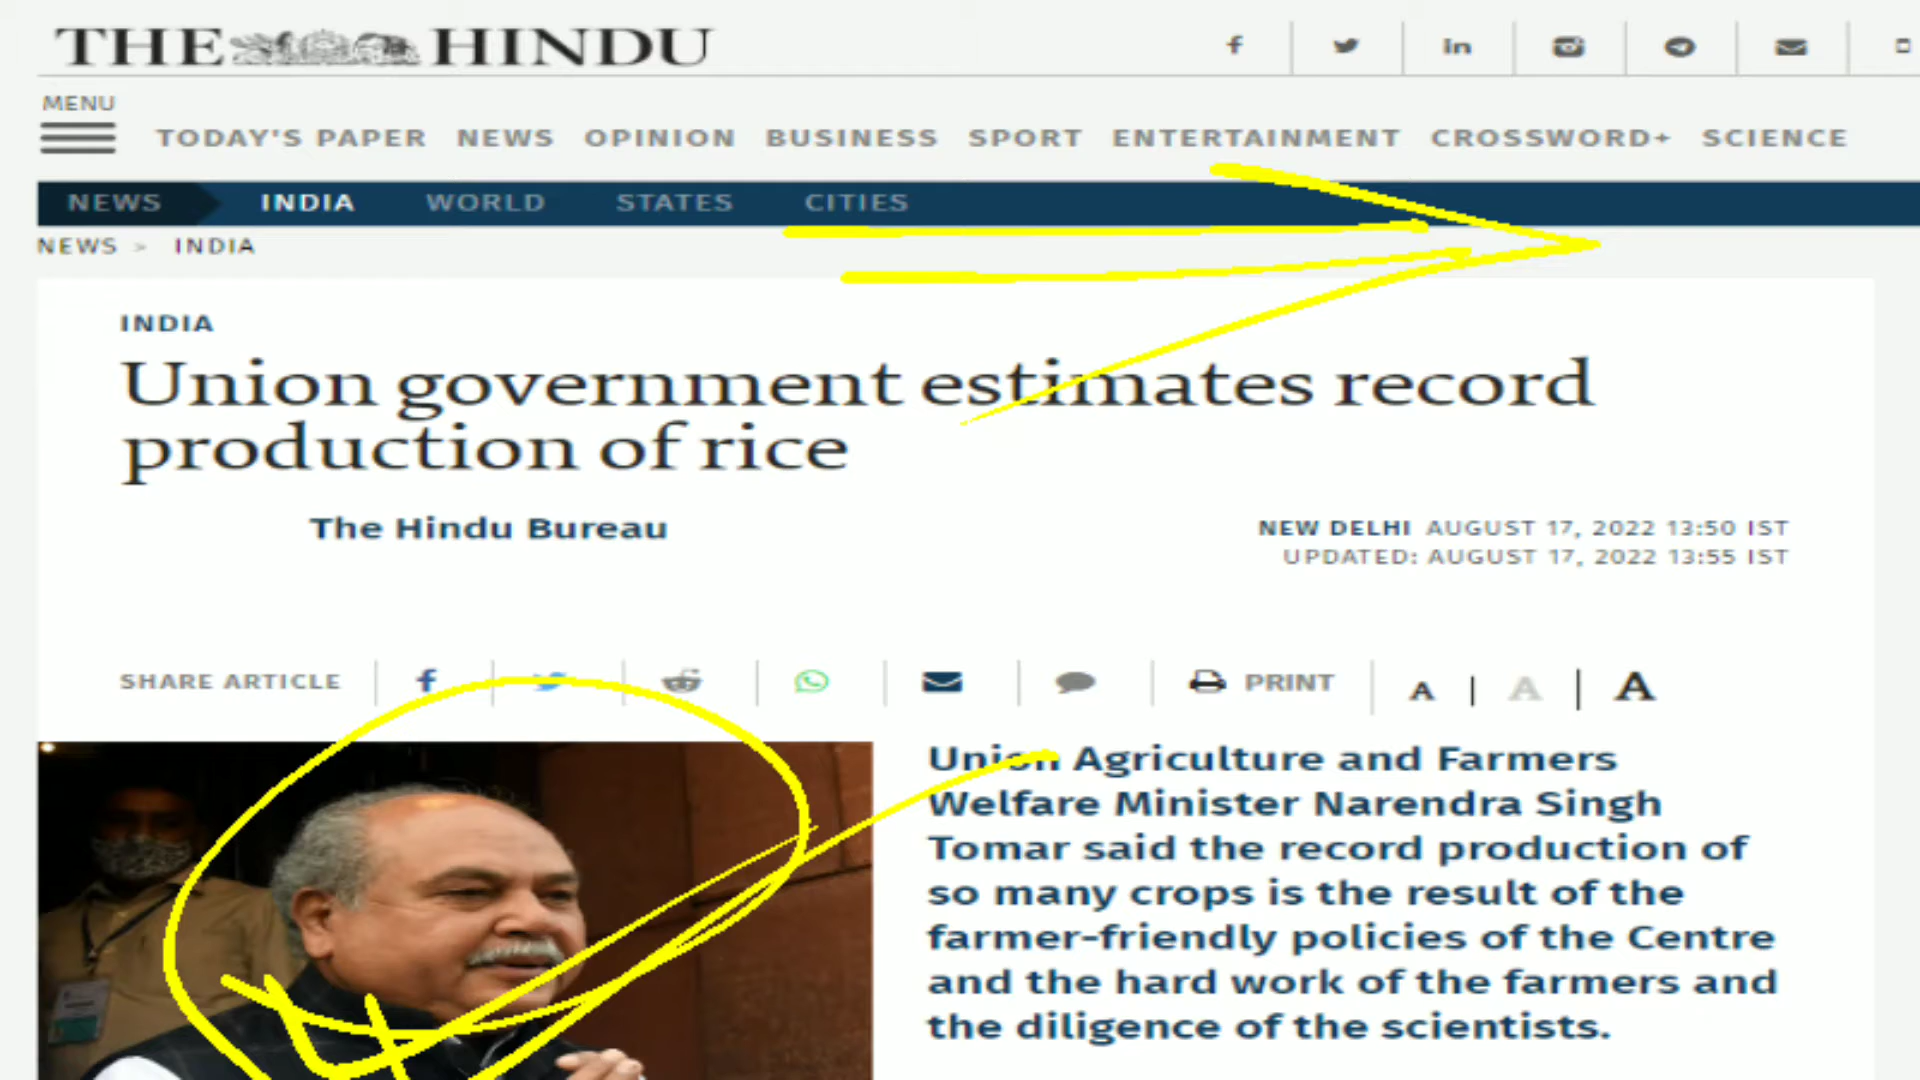 THE HINDU
MENU
TODAY'S PAPER NEWS OPINION BUSINESS SPORT ENTERTAINMENT CROSSWORD+ SCIENCE
NEWS INDIA WORLD STATES CITIES
NEWS > INDIA
INDIA
Union government estimates record
production of rice
The Hindu Bureau
NEW DELHI AUGUST 17, 2022 13:50 IST
UPDATED: AUGUST 17, 2022 13:55 IST
SHARE ARTICLE PRINT A | A | A
Union Agriculture and Farmers
Welfare Minister Narendra Singh
Tomar said the record production of
so many crops is the result of the
farmer-friendly policies of the Centre
and the hard work of the farmers and
the diligence of the scientists.